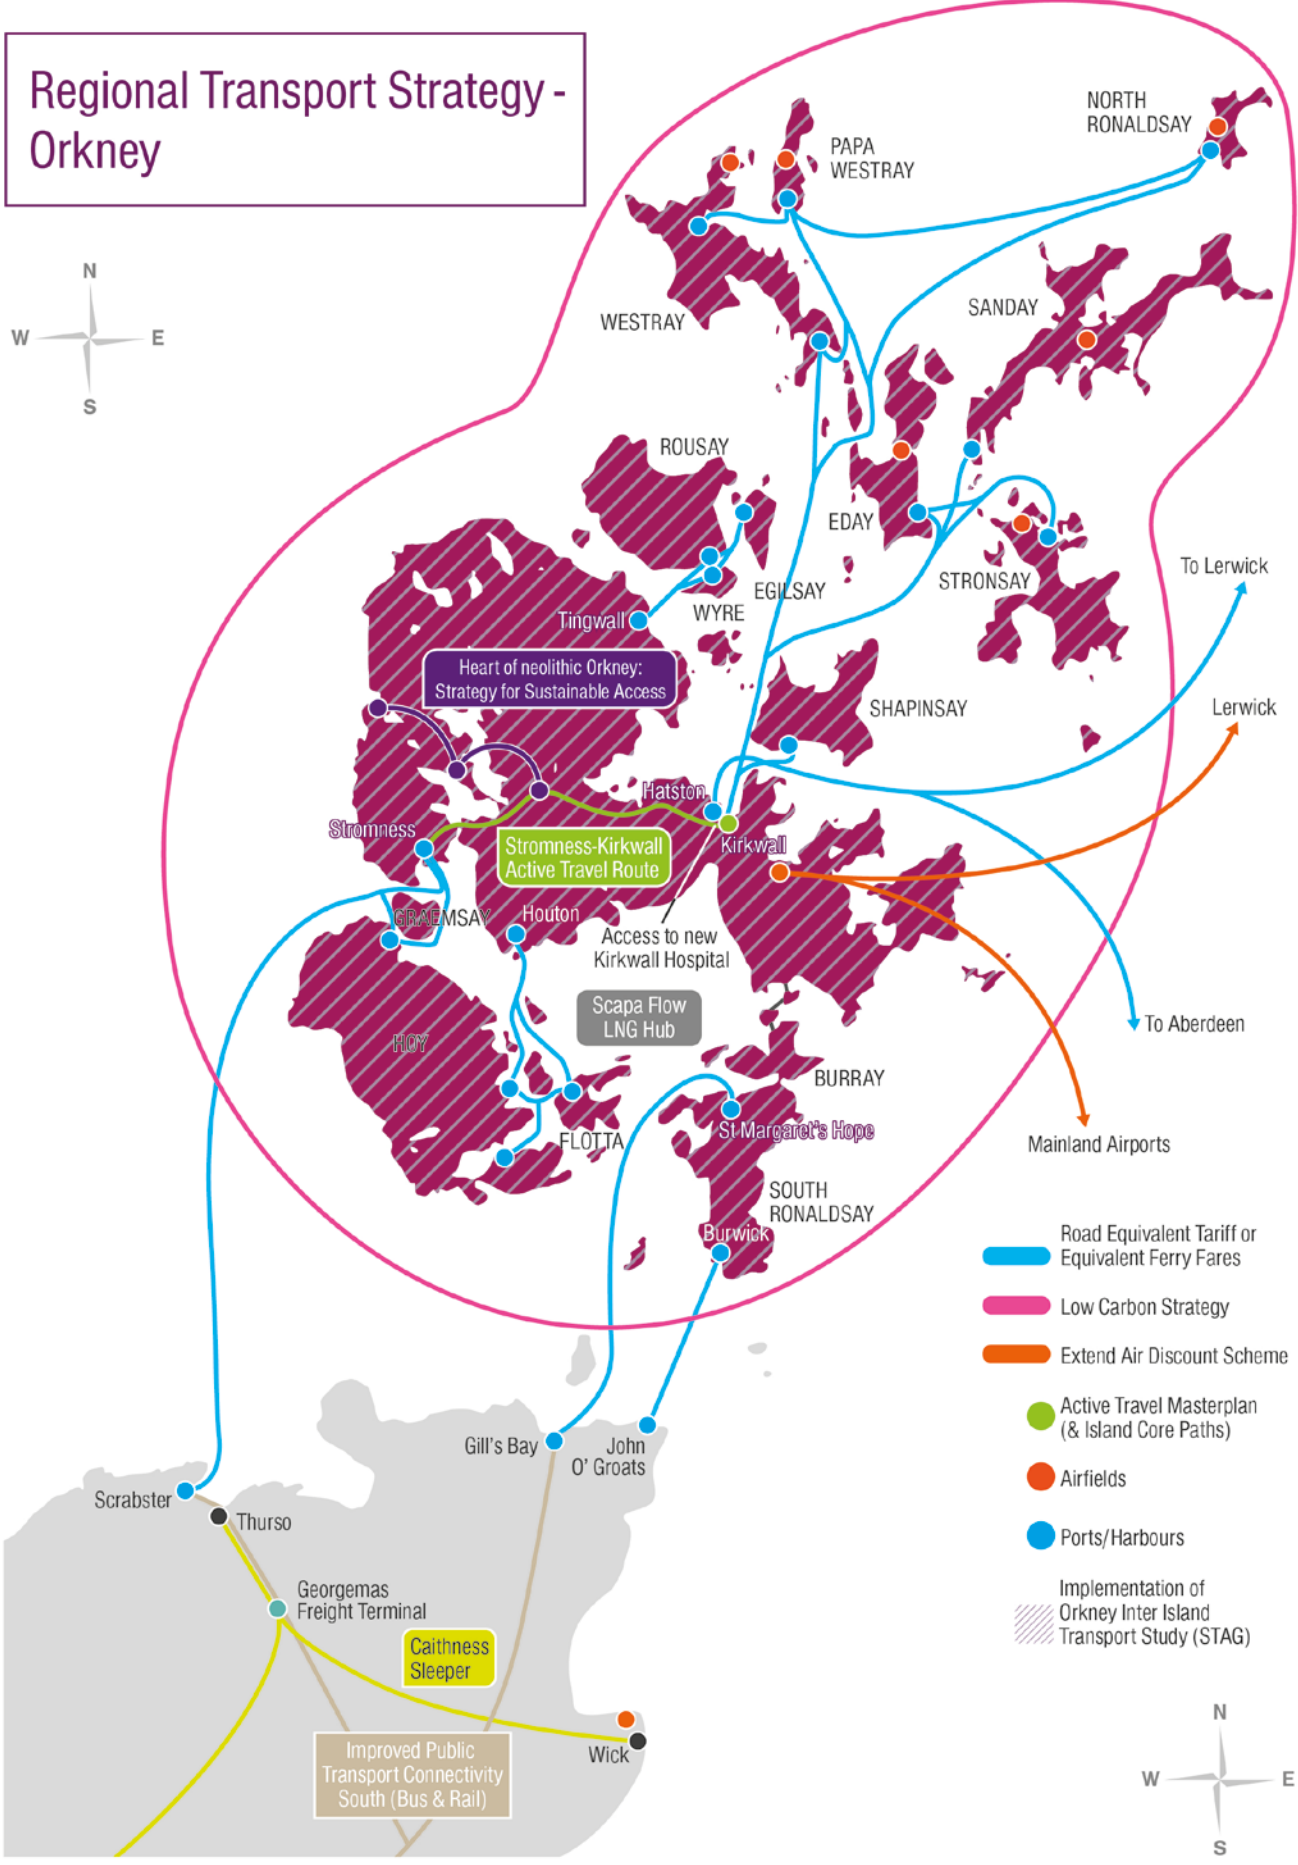 Regional Transport Strategy -
Orkney
N
W
E
S
NORTH
RONALDSAY
PAPA
WESTRAY
SANDAY
WESTRAY
ROUSAY
EDAY
STRONSAY
EGILSAY
WYRE
Tingwall
To Lerwick
Heart of neolithic Orkney:
Strategy for Sustainable Access
SHAPINSAY
Lerwick
Hatston
Stromness
Kirkwall
Stromness-Kirkwall
Active Travel Route
GRAEMSAY
Houton
Access to new
Kirkwall Hospital
Scapa Flow
LNG Hub
To Aberdeen
HOY
BURRAY
FLOTTA
St Margaret's Hope
Mainland Airports
SOUTH
RONALDSAY
Burwick
Road Equivalent Tariff or
Equivalent Ferry Fares
Low Carbon Strategy
Extend Air Discount Scheme
Active Travel Masterplan
(& Island Core Paths)
Airfields
Ports/Harbours
Implementation of
Orkney Inter Island
Transport Study (STAG)
Gill's Bay
John
O' Groats
Scrabster
Thurso
Georgemas
Freight Terminal
Caithness
Sleeper
Improved Public
Transport Connectivity
South (Bus & Rail)
Wick
N
W
E
S